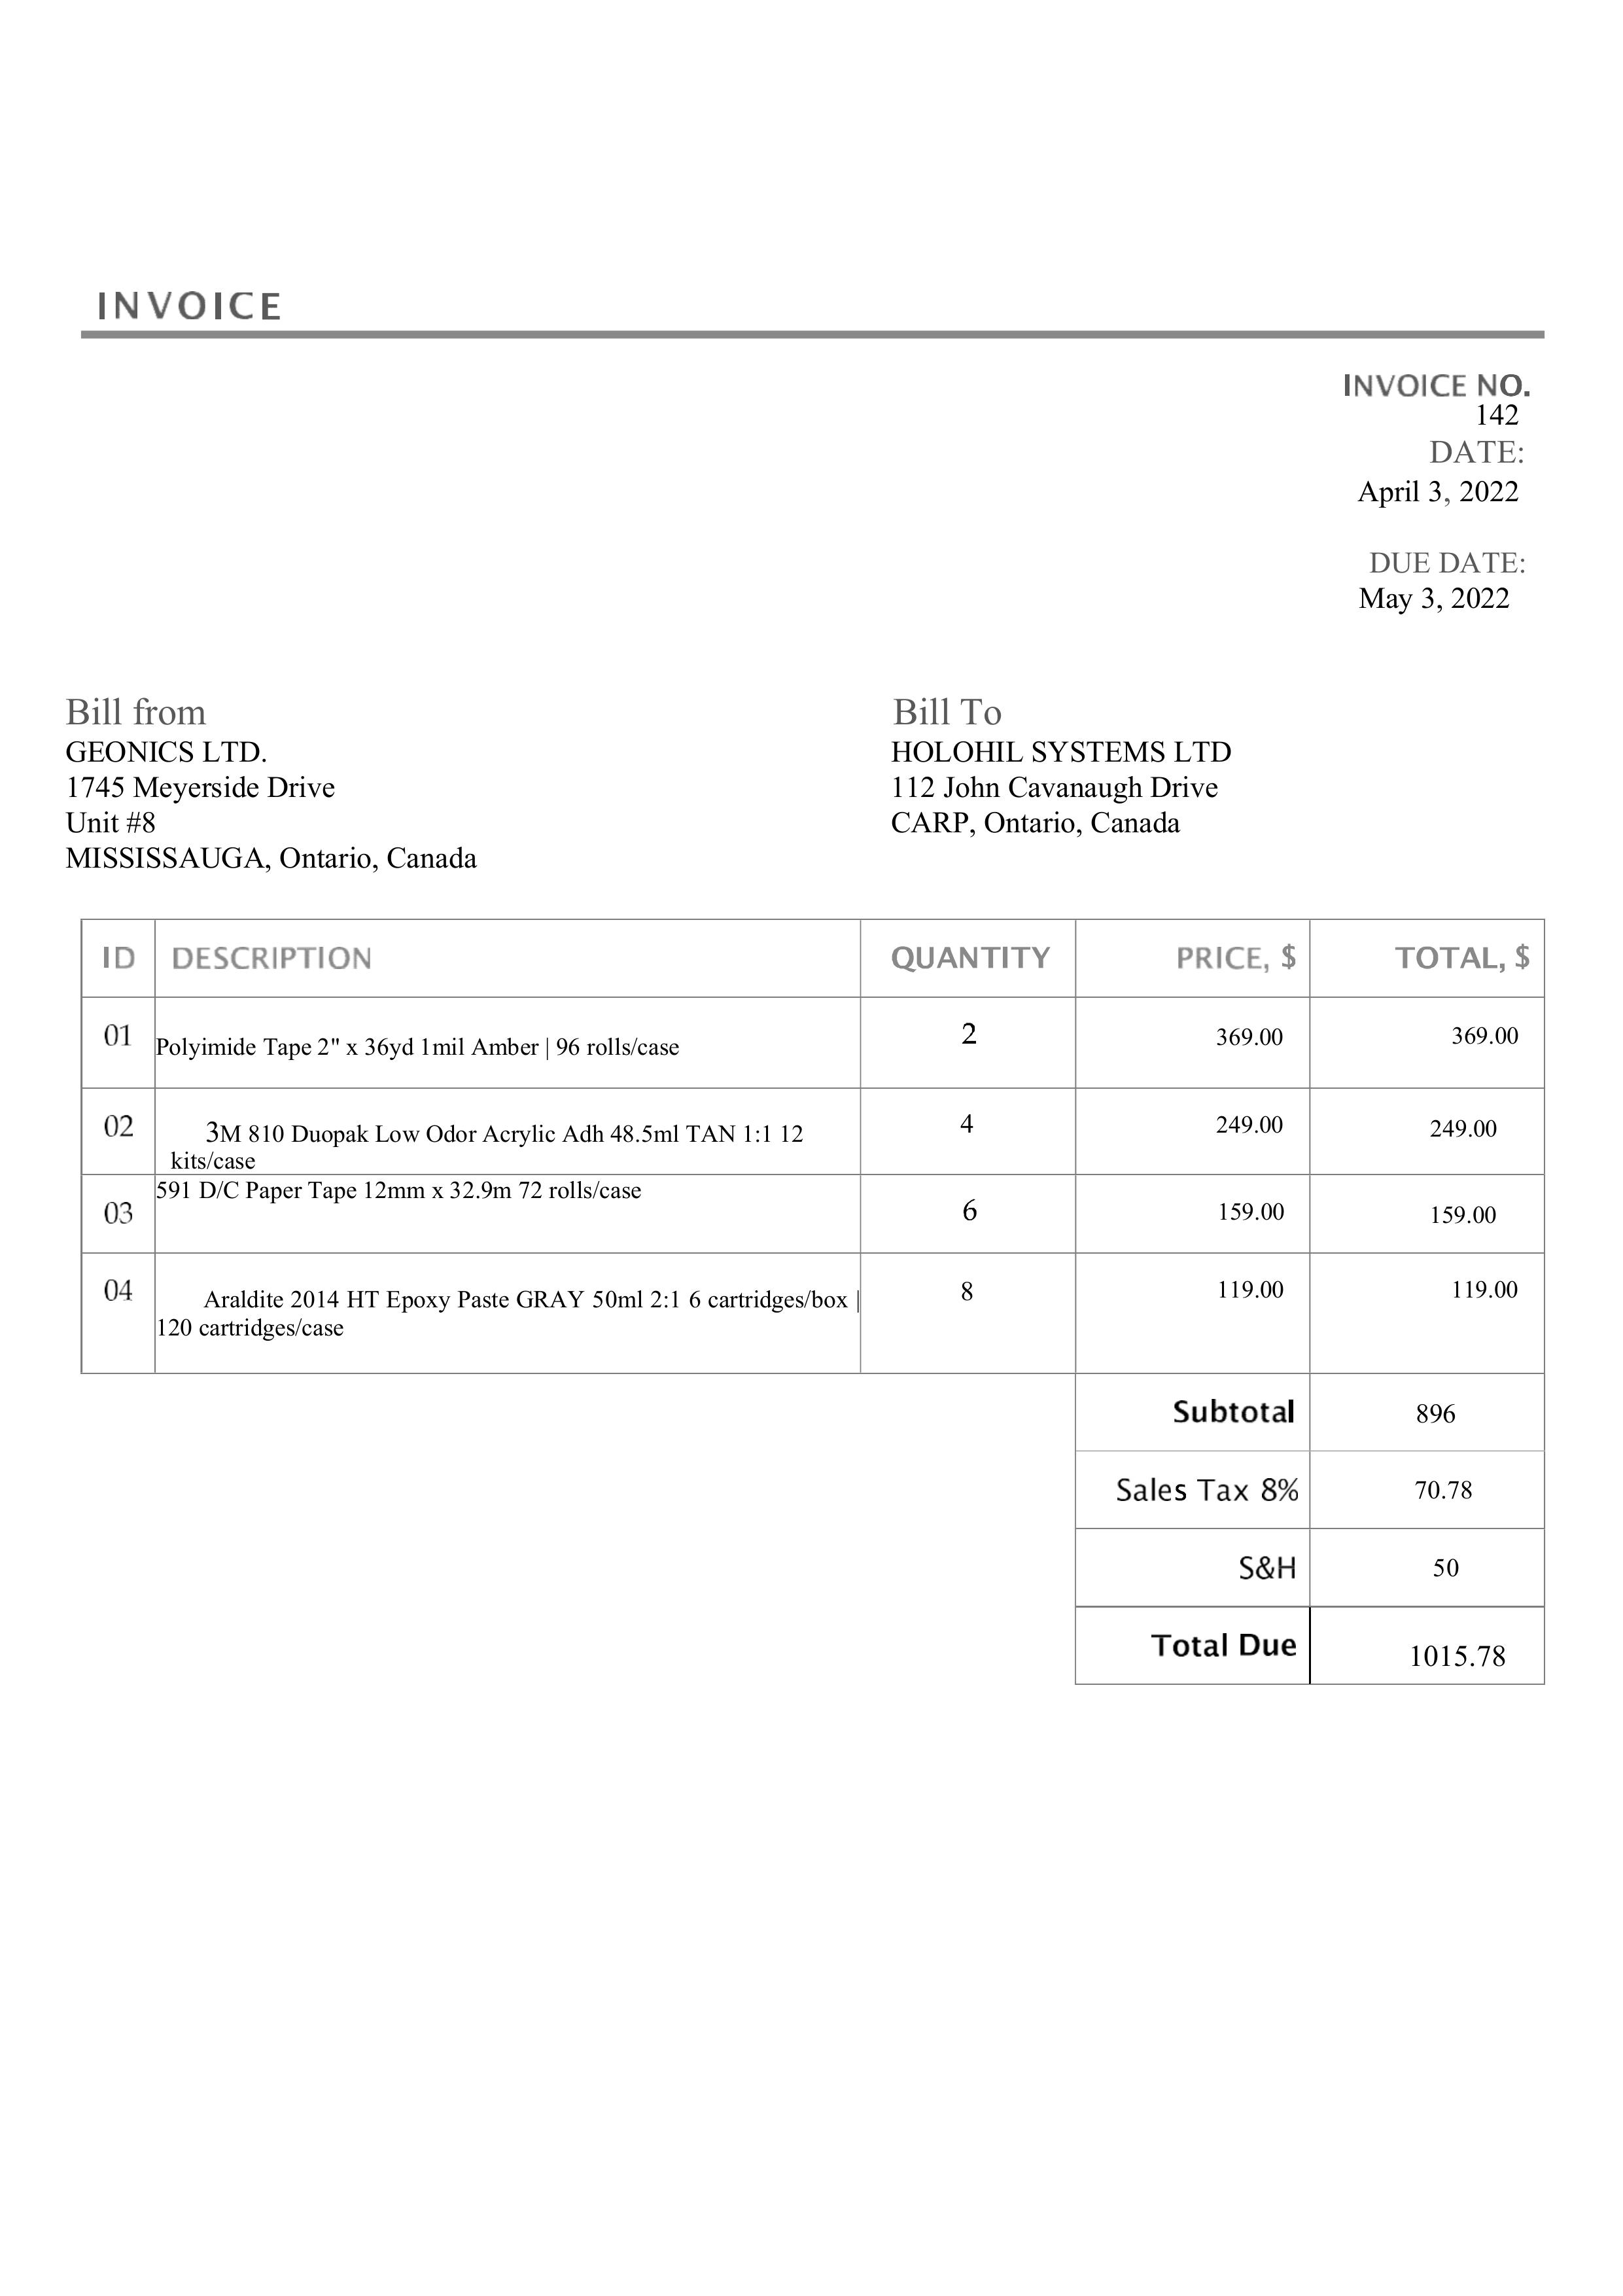 INVOICE
INVOICE NO.
142
DATE:
April 3, 2022
DUE DATE:
May 3, 2022
Bill from
GEONICS LTD.
1745 Meyerside Drive
Unit #8
MISSISSAUGA, Ontario, Canada
Bill To
HOLOHIL SYSTEMS LTD
112 John Cavanaugh Drive
CARP, Ontario, Canada
ID DESCRIPTION QUANTITY PRICE, $ TOTAL, $
01 Polyimide Tape 2" x 36yd 1mil Amber | 96 rolls/case 2 369.00 369.00
02 3M 810 Duopak Low Odor Acrylic Adh 48.5ml TAN 1:1 12 4 249.00 249.00
kits/case
03 591 D/C Paper Tape 12mm x 32.9m 72 rolls/case 6 159.00 159.00
04 Araldite 2014 HT Epoxy Paste GRAY 50ml 2:1 6 cartridges/box | 8 119.00 119.00
120 cartridges/case
Subtotal 896
Sales Tax 8% 70.78
S&H 50
Total Due 1015.78